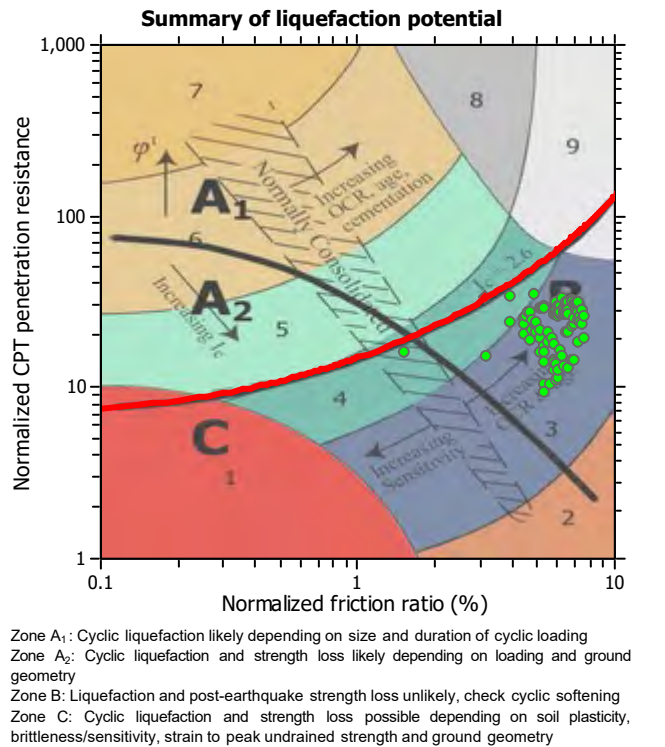 Summary of liquefaction potential
1,000
7
8
9
φ'
Increasing
OCR, age,
cementation
A1
Normally Consolidated
100
6
Ic = 2.6
B
A2
Increasing Ic
5
10
4
Increasing
OCR, age
C
3
Increasing
Sensitivity
1
2
1
0.1
1
10
Normalized CPT penetration resistance
Normalized friction ratio (%)
Zone A1: Cyclic liquefaction likely depending on size and duration of cyclic loading
Zone A2: Cyclic liquefaction and strength loss likely depending on loading and ground
geometry
Zone B: Liquefaction and post-earthquake strength loss unlikely, check cyclic softening
Zone C: Cyclic liquefaction and strength loss possible depending on soil plasticity,
brittleness/sensitivity, strain to peak undrained strength and ground geometry